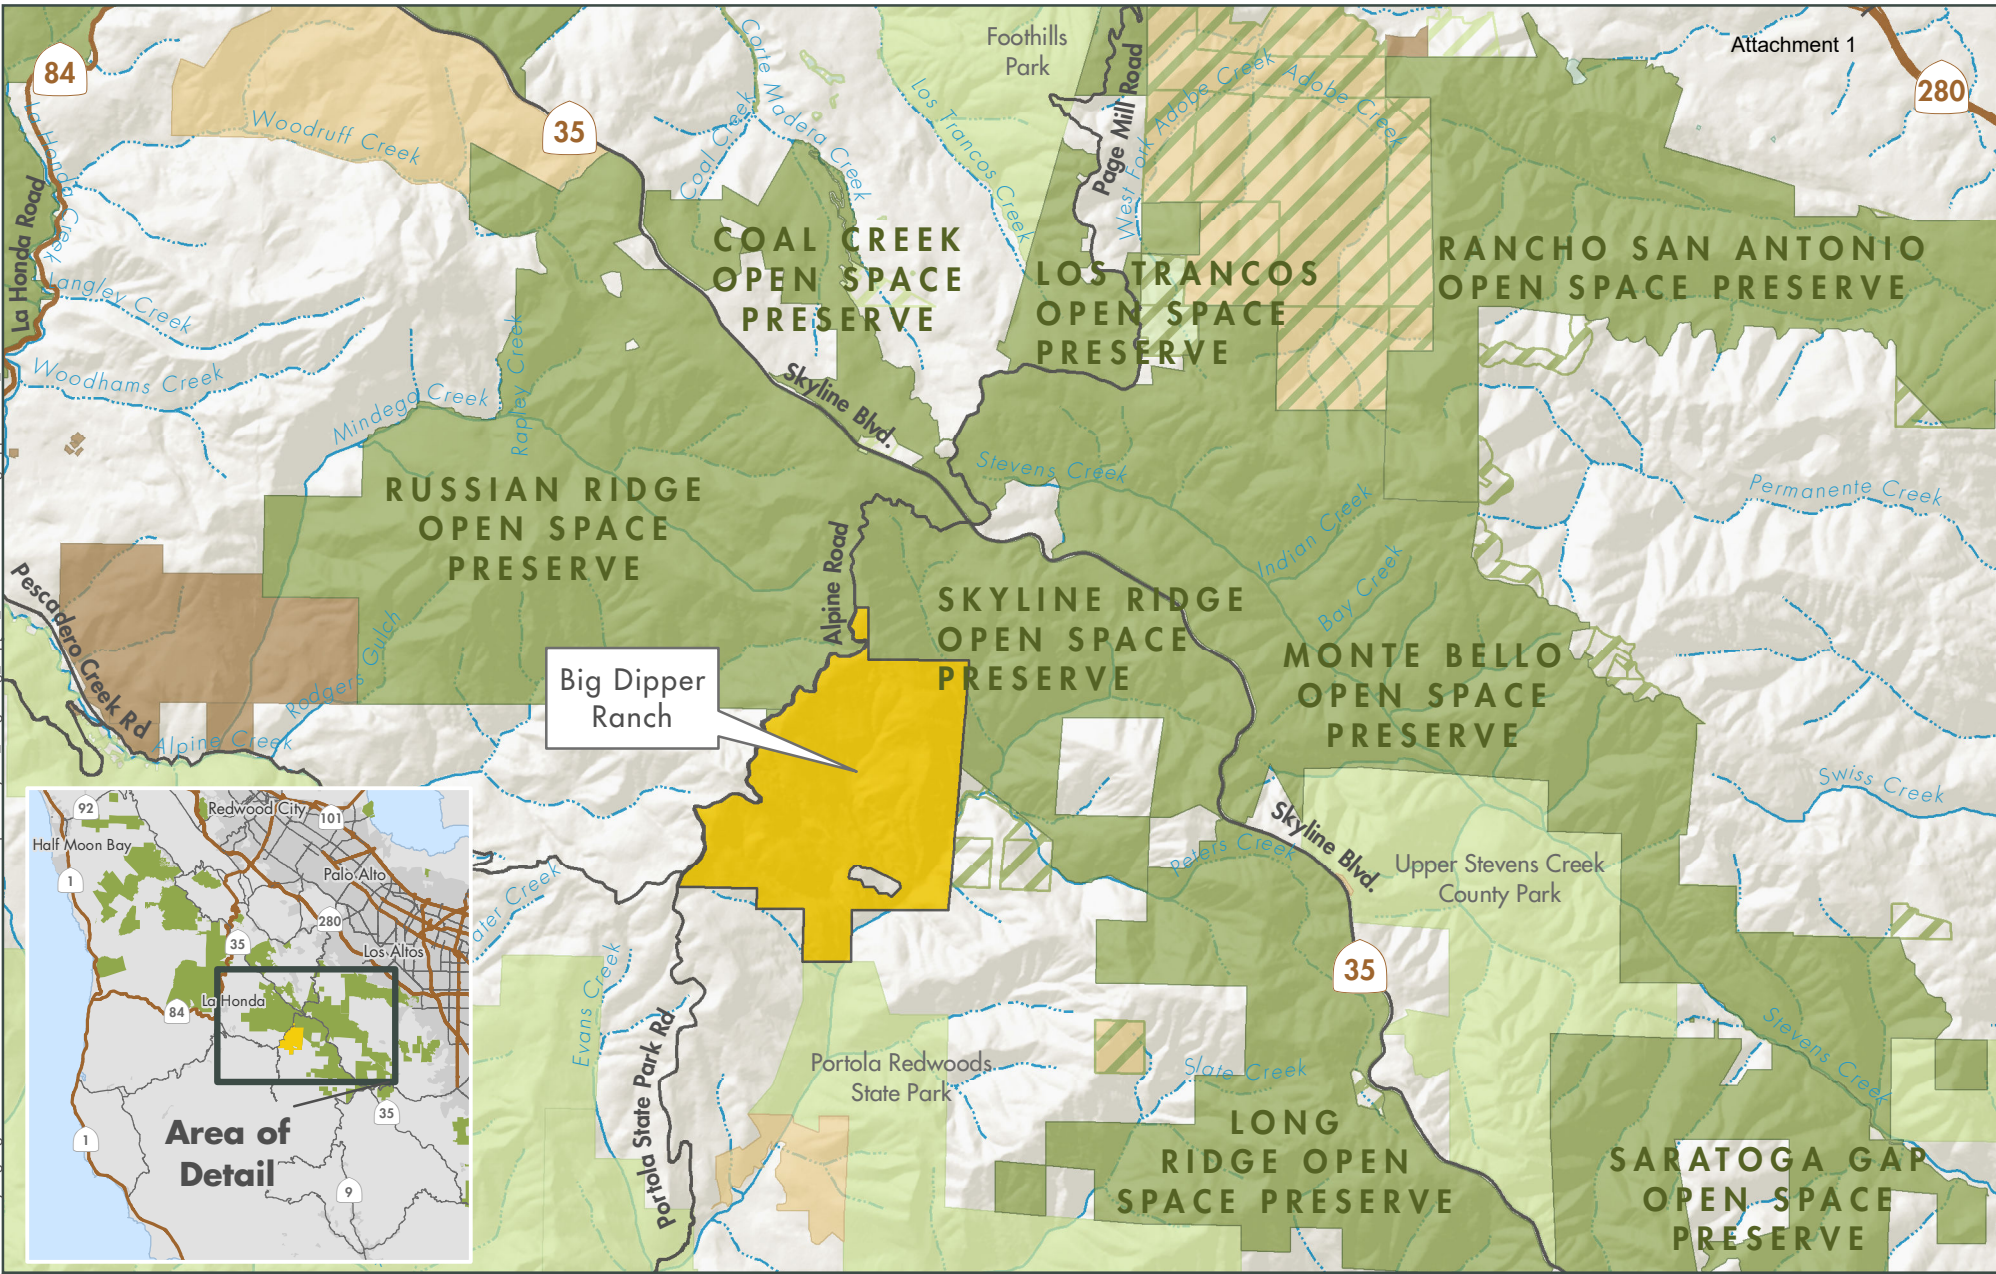 Attachment 1
84
35
280
Foothills
Park
Page Mill Road
La Honda Road
La Honda Creek
Woodruff Creek
Corte Madera Creek
Coal Creek
Los Trancos Creek
West Fork Adobe Creek
Adobe Creek
COAL CREEK
OPEN SPACE
PRESERVE
LOS TRANCOS
OPEN SPACE
PRESERVE
RANCHO SAN ANTONIO
OPEN SPACE PRESERVE
Langley Creek
Woodhams Creek
Mindego Creek
Rapley Creek
Skyline Blvd.
Stevens Creek
Indian Creek
Bay Creek
Permanente Creek
RUSSIAN RIDGE
OPEN SPACE
PRESERVE
Alpine Road
SKYLINE RIDGE
OPEN SPACE
PRESERVE
MONTE BELLO
OPEN SPACE
PRESERVE
Pescadero Creek Rd
Rodgers Gulch
Alpine Creek
Big Dipper
Ranch
Swiss Creek
Peters Creek
Skyline Blvd.
Upper Stevens Creek
County Park
35
ater Creek
Evans Creek
Portola State Park Rd
Portola Redwoods
State Park
Slate Creek
Stevens Creek
LONG
RIDGE OPEN
SPACE PRESERVE
SARATOGA GAP
OPEN SPACE
PRESERVE
92
Redwood City
101
Half Moon Bay
1
Palo Alto
280
35
Los Altos
La Honda
84
35
1
Area of
Detail
9